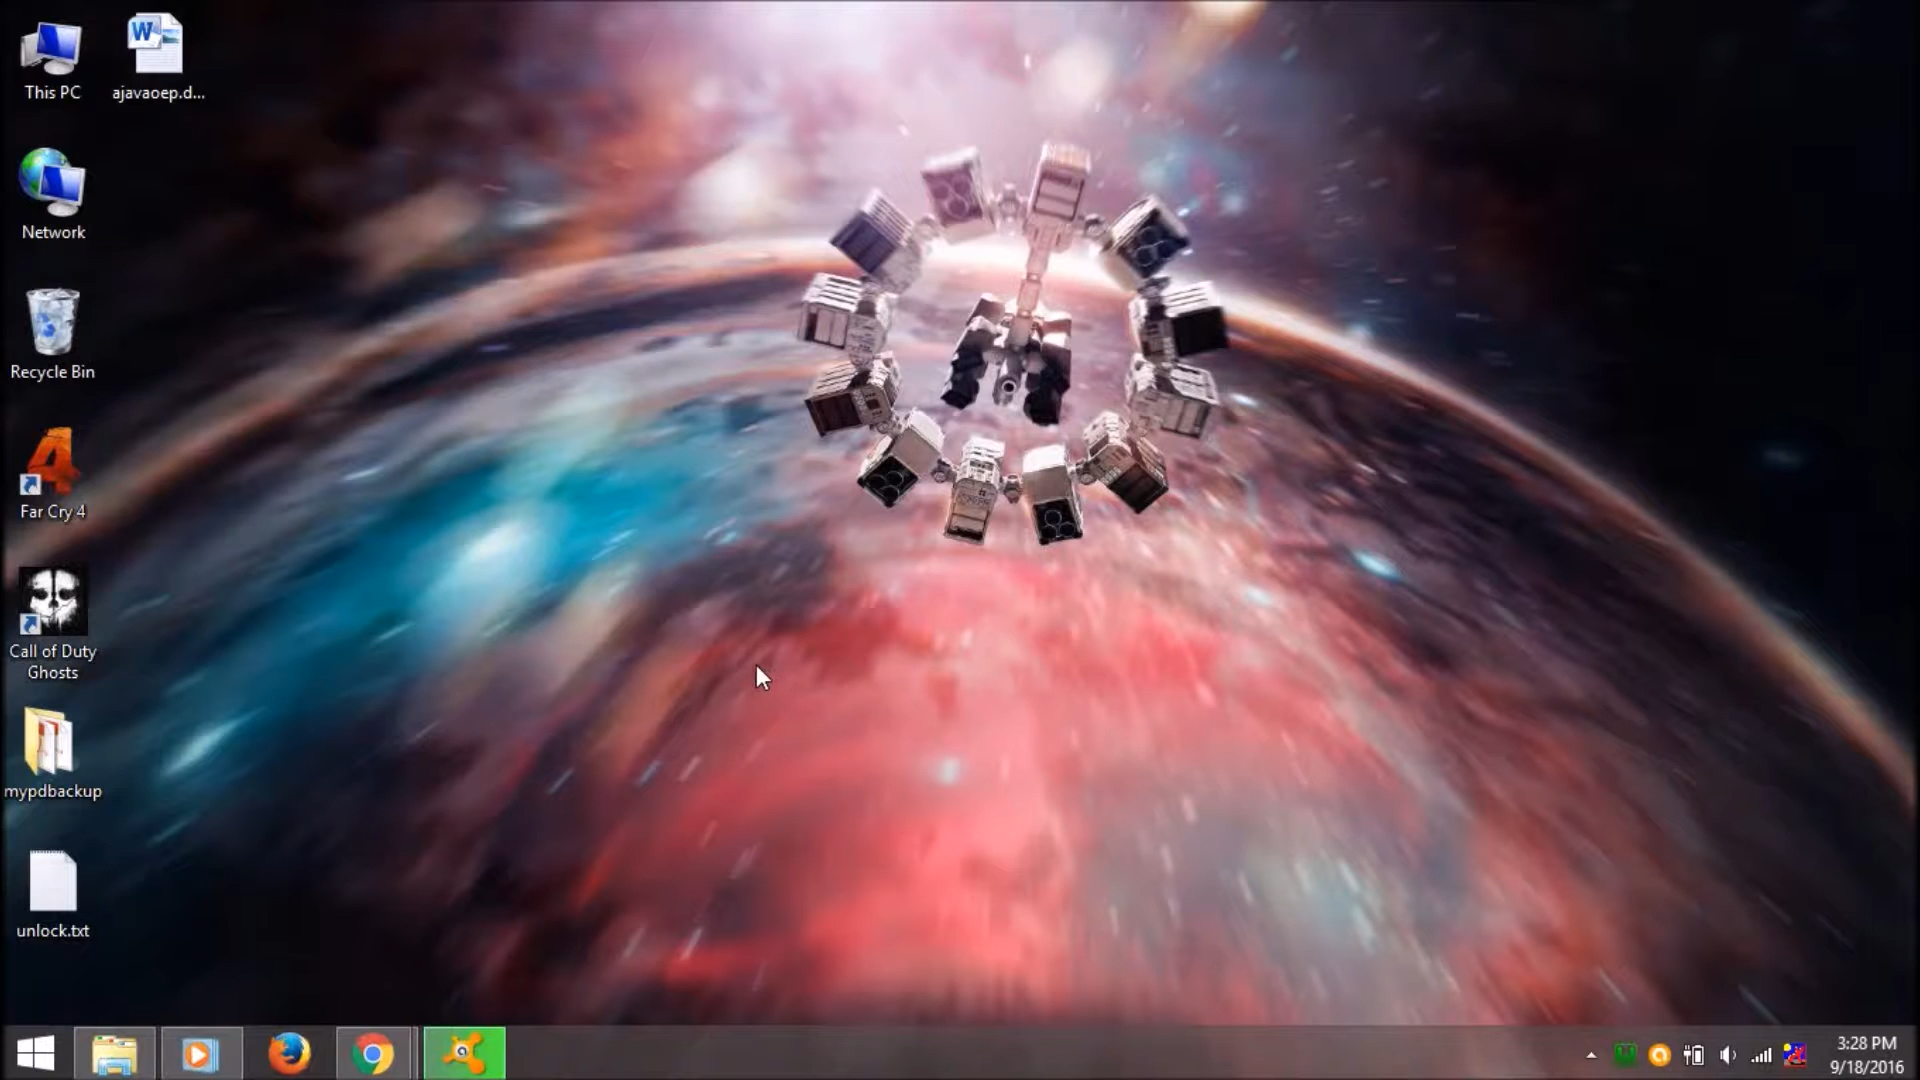 This PC
ajavaoep.d...
Network
Recycle Bin
Far Cry 4
Call of Duty
Ghosts
mypdbackup
unlock.txt
3:28 PM
9/18/2016